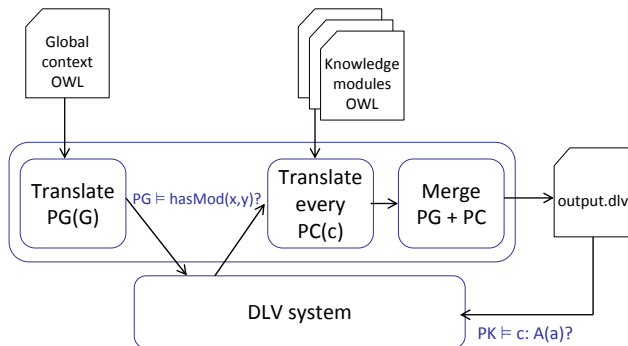 Global
context
OWL
Knowledge
modules
OWL
Translate
PG(G)
PG ⊨ hasMod(x,y)?
Translate
every
PC(c)
Merge
PG + PC
output.dlv
DLV system
PK ⊨ c: A(a)?